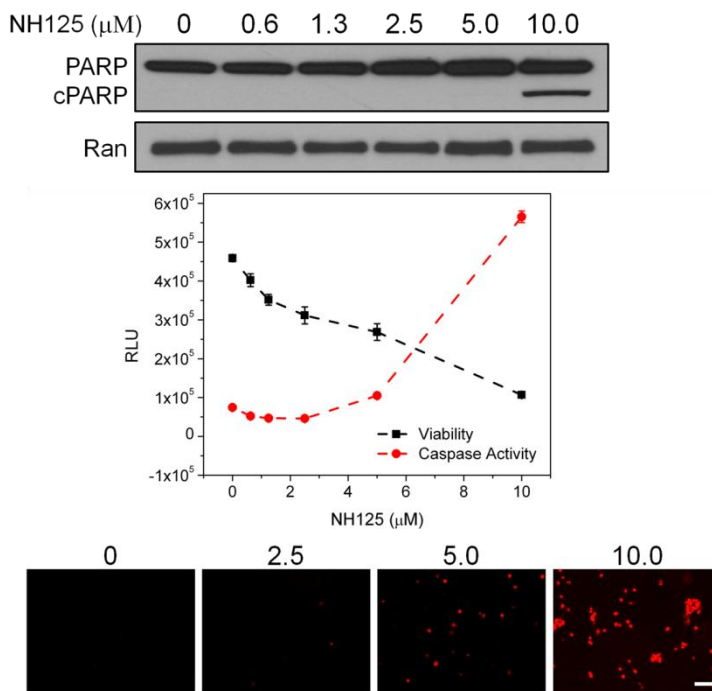 NH125 (μM) 0 0.6 1.3 2.5 5.0 10.0
PARP
cPARP
Ran
6x10⁵
5x10⁵
4x10⁵
3x10⁵
2x10⁵
1x10⁵
0
-1x10⁵
RLU
Viability
Caspase Activity
0 2 4 6 8 10
NH125 (μM)
0 2.5 5.0 10.0